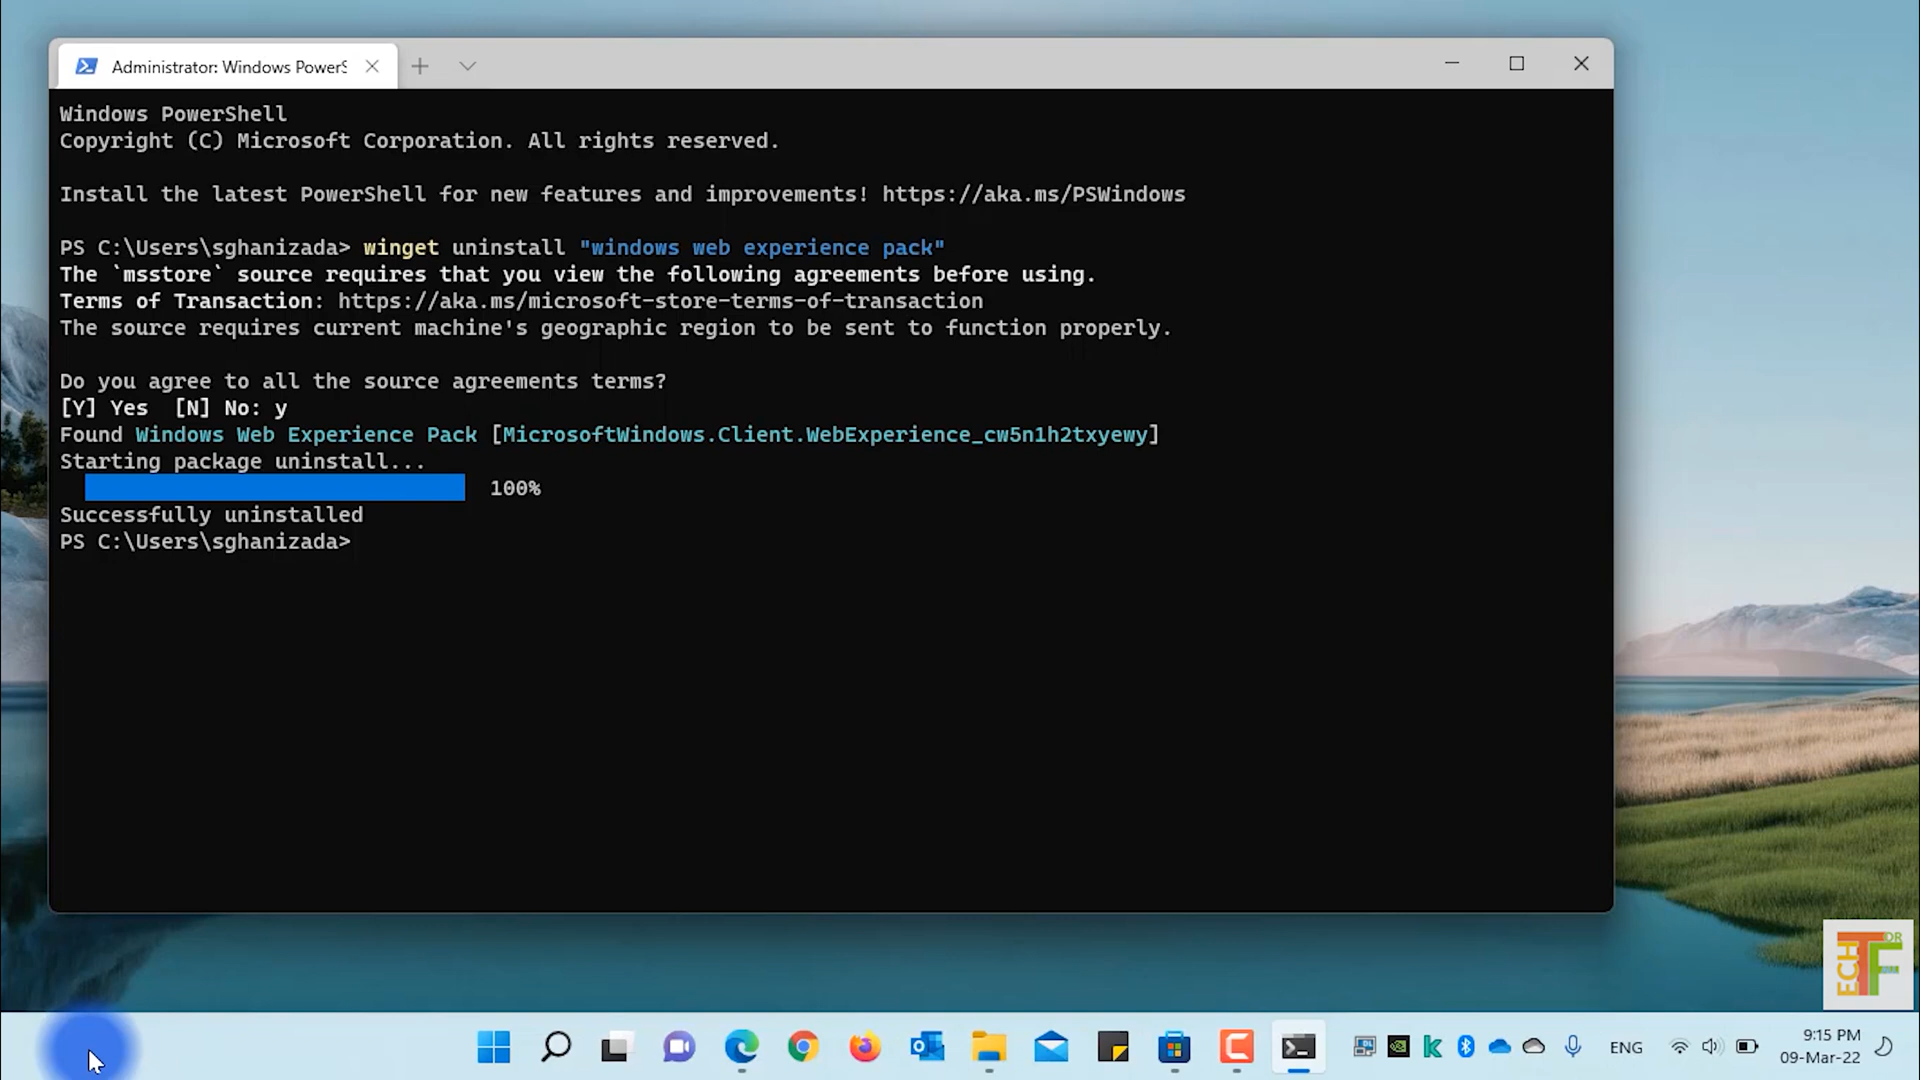 Administrator: Windows PowerS
Windows PowerShell
Copyright (C) Microsoft Corporation. All rights reserved.
Install the latest PowerShell for new features and improvements! https://aka.ms/PSWindows
PS C:\Users\sghanizada> winget uninstall "windows web experience pack"
The `msstore` source requires that you view the following agreements before using.
Terms of Transaction: https://aka.ms/microsoft-store-terms-of-transaction
The source requires current machine's geographic region to be sent to function properly.
Do you agree to all the source agreements terms?
[Y] Yes  [N] No: y
Found Windows Web Experience Pack [MicrosoftWindows.Client.WebExperience_cw5n1h2txyewy]
Starting package uninstall...
100%
Successfully uninstalled
PS C:\Users\sghanizada>
ENG
9:15 PM
09-Mar-22
TECH
FOR